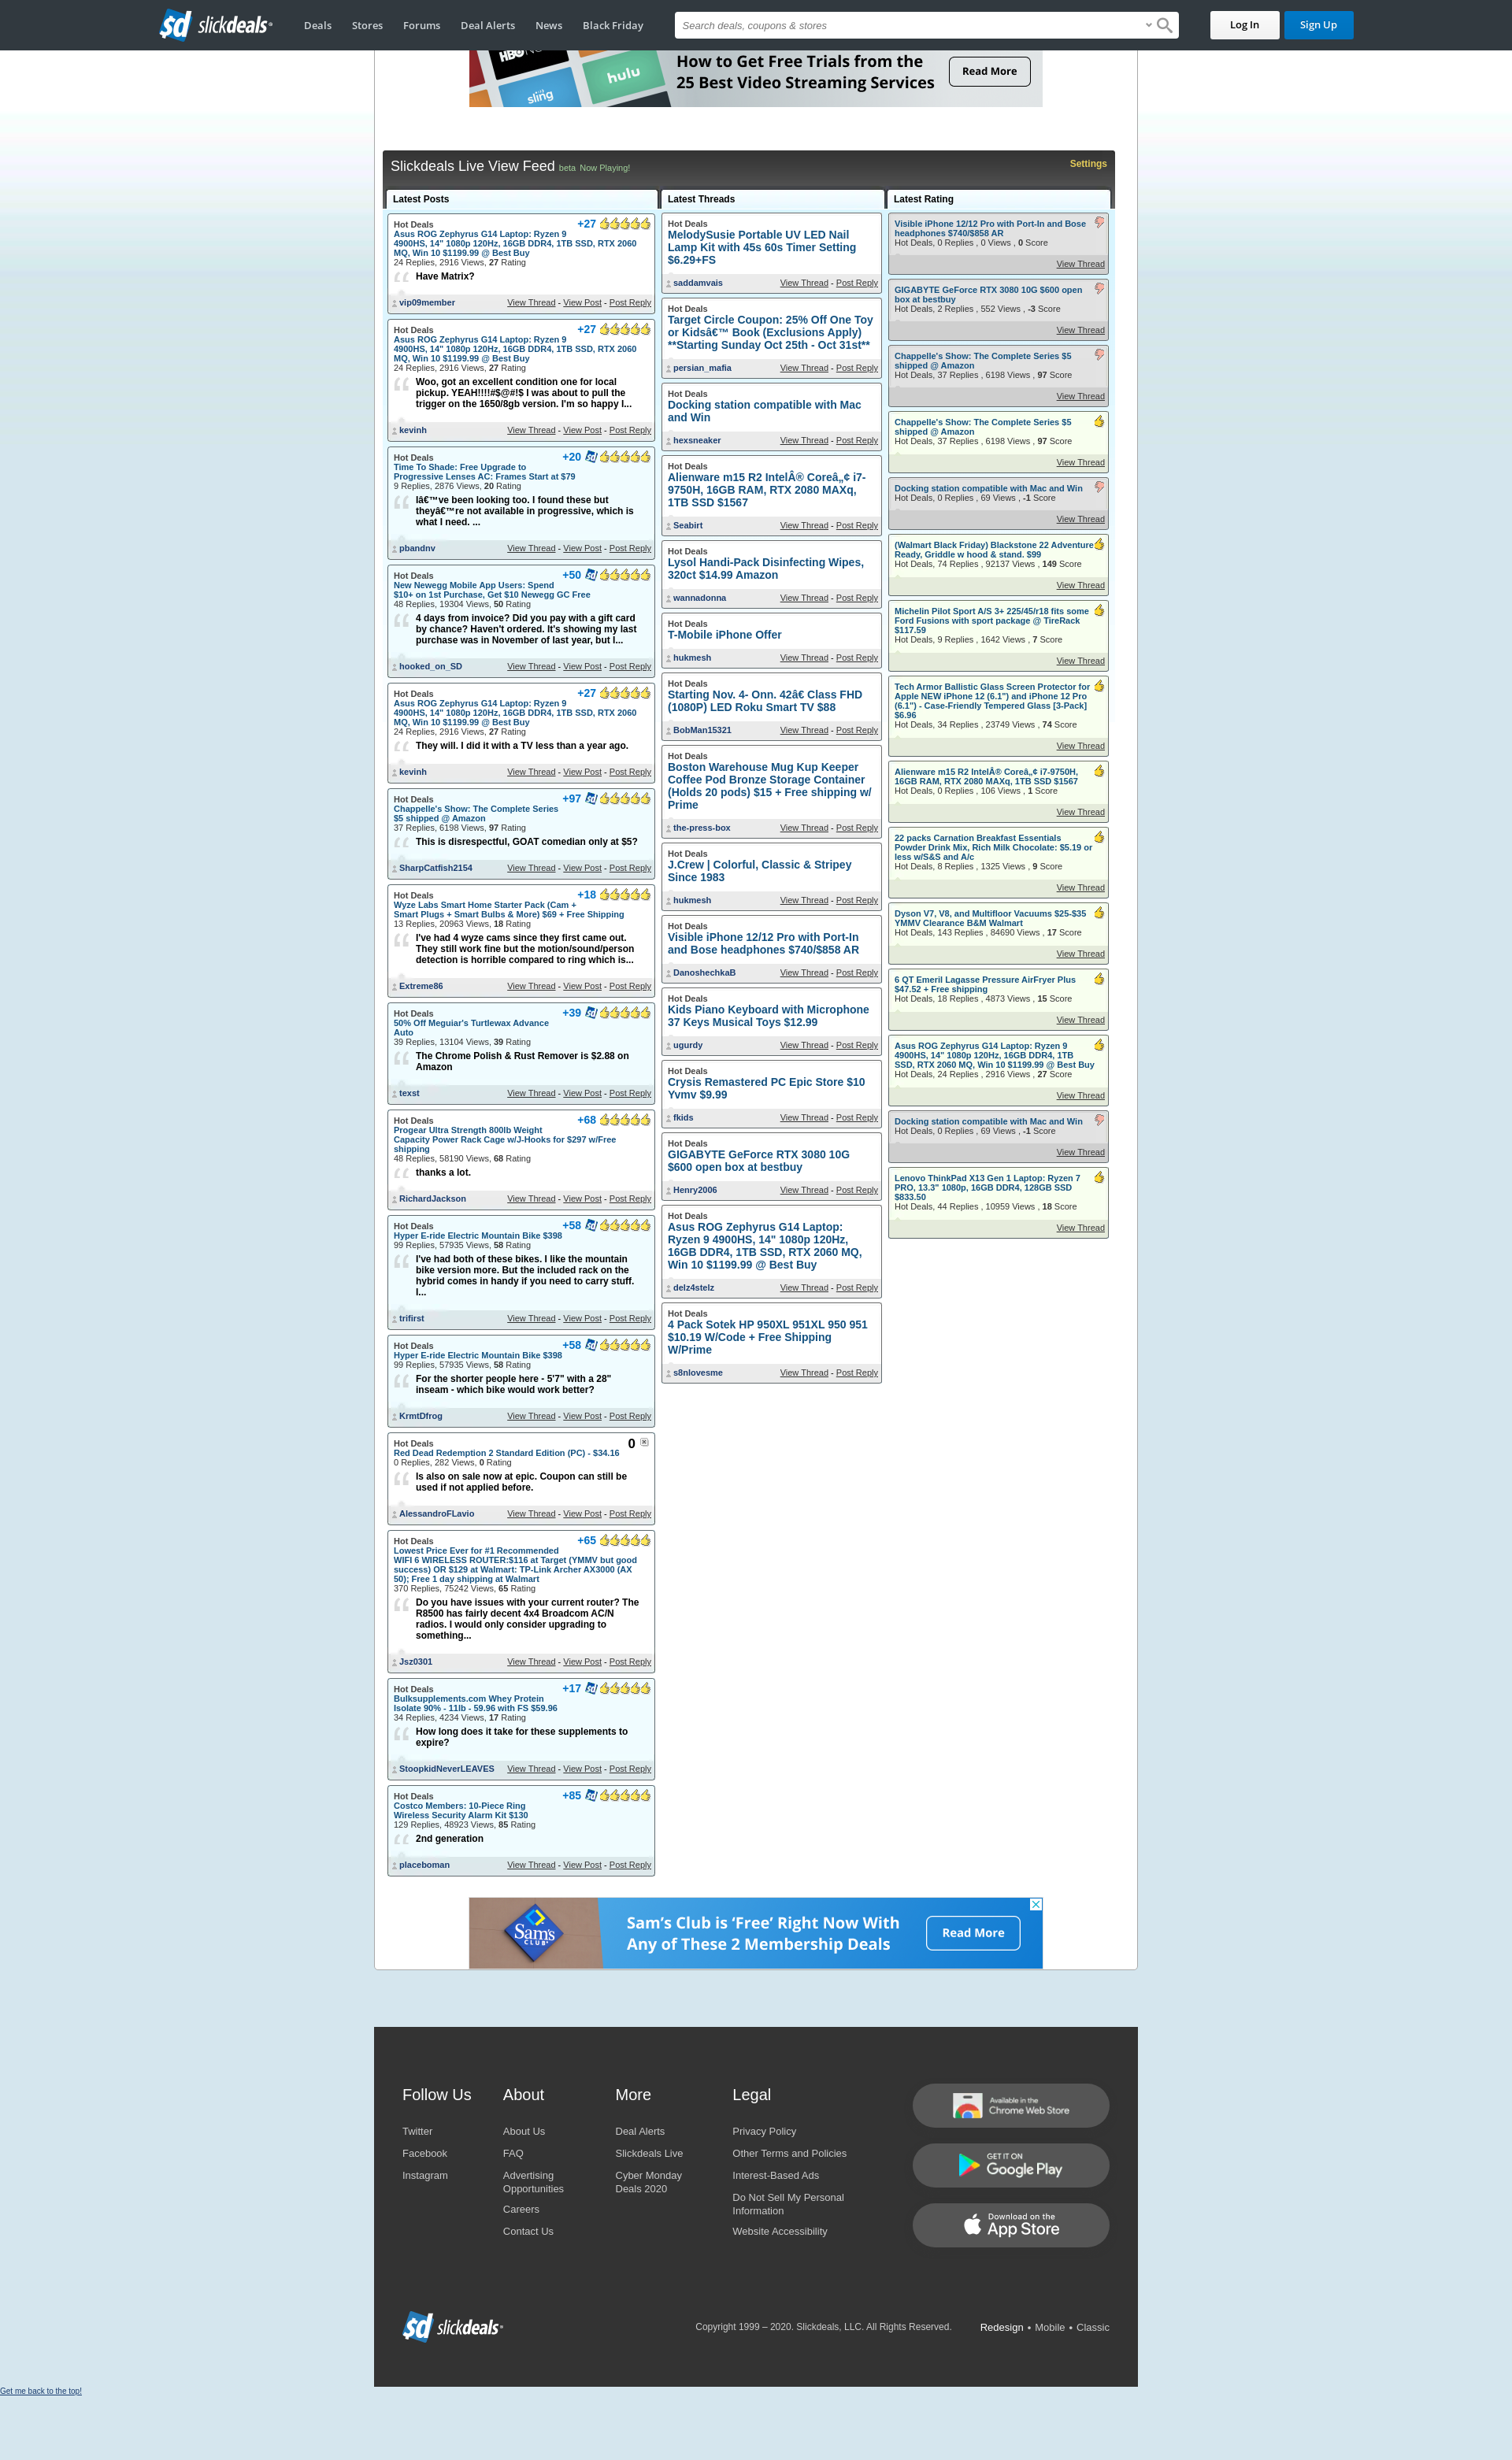 sd slickdeals
Deals
Stores
Forums
Deal Alerts
News
Black Friday
Search deals, coupons & stores
Log In
Sign Up
HBO NOW
sling
hulu
How to Get Free Trials from the
25 Best Video Streaming Services
Read More
Slickdeals Live View Feed beta Now Playing!
Settings
Latest Posts
Hot Deals +27
Asus ROG Zephyrus G14 Laptop: Ryzen 9
4900HS, 14" 1080p 120Hz, 16GB DDR4, 1TB SSD, RTX 2060
MQ, Win 10 $1199.99 @ Best Buy
24 Replies, 2916 Views, 27 Rating
Have Matrix?
vip09member View Thread - View Post - Post Reply
Hot Deals +27
Asus ROG Zephyrus G14 Laptop: Ryzen 9
4900HS, 14" 1080p 120Hz, 16GB DDR4, 1TB SSD, RTX 2060
MQ, Win 10 $1199.99 @ Best Buy
24 Replies, 2916 Views, 27 Rating
Woo, got an excellent condition one for local
pickup. YEAH!!!!#$@#!$ I was about to pull the
trigger on the 1650/8gb version. I'm so happy I...
kevinh View Thread - View Post - Post Reply
Hot Deals +20 sd
Time To Shade: Free Upgrade to
Progressive Lenses AC: Frames Start at $79
9 Replies, 2876 Views, 20 Rating
Iâ€™ve been looking too. I found these but
theyâ€™re not available in progressive, which is
what I need. ...
pbandnv View Thread - View Post - Post Reply
Hot Deals +50 sd
New Newegg Mobile App Users: Spend
$10+ on 1st Purchase, Get $10 Newegg GC Free
48 Replies, 19304 Views, 50 Rating
4 days from invoice? Did you pay with a gift card
by chance? Haven't ordered. It's showing my last
purchase was in November of last year, but I...
hooked_on_SD View Thread - View Post - Post Reply
Hot Deals +27
Asus ROG Zephyrus G14 Laptop: Ryzen 9
4900HS, 14" 1080p 120Hz, 16GB DDR4, 1TB SSD, RTX 2060
MQ, Win 10 $1199.99 @ Best Buy
24 Replies, 2916 Views, 27 Rating
They will. I did it with a TV less than a year ago.
kevinh View Thread - View Post - Post Reply
Hot Deals +97 sd
Chappelle's Show: The Complete Series
$5 shipped @ Amazon
37 Replies, 6198 Views, 97 Rating
This is disrespectful, GOAT comedian only at $5?
SharpCatfish2154 View Thread - View Post - Post Reply
Hot Deals +18
Wyze Labs Smart Home Starter Pack (Cam +
Smart Plugs + Smart Bulbs & More) $69 + Free Shipping
13 Replies, 20963 Views, 18 Rating
I've had 4 wyze cams since they first came out.
They still work fine but the motion/sound/person
detection is horrible compared to ring which is...
Extreme86 View Thread - View Post - Post Reply
Hot Deals +39 sd
50% Off Meguiar's Turtlewax Advance
Auto
39 Replies, 13104 Views, 39 Rating
The Chrome Polish & Rust Remover is $2.88 on
Amazon
texst View Thread - View Post - Post Reply
Hot Deals +68
Progear Ultra Strength 800lb Weight
Capacity Power Rack Cage w/J-Hooks for $297 w/Free
shipping
48 Replies, 58190 Views, 68 Rating
thanks a lot.
RichardJackson View Thread - View Post - Post Reply
Hot Deals +58 sd
Hyper E-ride Electric Mountain Bike $398
99 Replies, 57935 Views, 58 Rating
I've had both of these bikes. I like the mountain
bike version more. But the included rack on the
hybrid comes in handy if you need to carry stuff.
I...
trifirst View Thread - View Post - Post Reply
Hot Deals +58 sd
Hyper E-ride Electric Mountain Bike $398
99 Replies, 57935 Views, 58 Rating
For the shorter people here - 5'7" with a 28"
inseam - which bike would work better?
KrmtDfrog View Thread - View Post - Post Reply
Hot Deals 0
Red Dead Redemption 2 Standard Edition (PC) - $34.16
0 Replies, 282 Views, 0 Rating
Is also on sale now at epic. Coupon can still be
used if not applied before.
AlessandroFLavio View Thread - View Post - Post Reply
Hot Deals +65
Lowest Price Ever for #1 Recommended
WIFI 6 WIRELESS ROUTER:$116 at Target (YMMV but good
success) OR $129 at Walmart: TP-Link Archer AX3000 (AX
50); Free 1 day shipping at Walmart
370 Replies, 75242 Views, 65 Rating
Do you have issues with your current router? The
R8500 has fairly decent 4x4 Broadcom AC/N
radios. I would only consider upgrading to
something...
Jsz0301 View Thread - View Post - Post Reply
Hot Deals +17 sd
Bulksupplements.com Whey Protein
Isolate 90% - 11lb - 59.96 with FS $59.96
34 Replies, 4234 Views, 17 Rating
How long does it take for these supplements to
expire?
StoopkidNeverLEAVES View Thread - View Post - Post Reply
Hot Deals +85 sd
Costco Members: 10-Piece Ring
Wireless Security Alarm Kit $130
129 Replies, 48923 Views, 85 Rating
2nd generation
placeboman View Thread - View Post - Post Reply
Latest Threads
Hot Deals
MelodySusie Portable UV LED Nail
Lamp Kit with 45s 60s Timer Setting
$6.29+FS
saddamvais View Thread - Post Reply
Hot Deals
Target Circle Coupon: 25% Off One Toy
or Kidsâ€™ Book (Exclusions Apply)
**Starting Sunday Oct 25th - Oct 31st**
persian_mafia View Thread - Post Reply
Hot Deals
Docking station compatible with Mac
and Win
hexsneaker View Thread - Post Reply
Hot Deals
Alienware m15 R2 IntelÂ® Coreâ„¢ i7-
9750H, 16GB RAM, RTX 2080 MAXq,
1TB SSD $1567
Seabirt View Thread - Post Reply
Hot Deals
Lysol Handi-Pack Disinfecting Wipes,
320ct $14.99 Amazon
wannadonna View Thread - Post Reply
Hot Deals
T-Mobile iPhone Offer
hukmesh View Thread - Post Reply
Hot Deals
Starting Nov. 4- Onn. 42â€ Class FHD
(1080P) LED Roku Smart TV $88
BobMan15321 View Thread - Post Reply
Hot Deals
Boston Warehouse Mug Kup Keeper
Coffee Pod Bronze Storage Container
(Holds 20 pods) $15 + Free shipping w/
Prime
the-press-box View Thread - Post Reply
Hot Deals
J.Crew | Colorful, Classic & Stripey
Since 1983
hukmesh View Thread - Post Reply
Hot Deals
Visible iPhone 12/12 Pro with Port-In
and Bose headphones $740/$858 AR
DanoshechkaB View Thread - Post Reply
Hot Deals
Kids Piano Keyboard with Microphone
37 Keys Musical Toys $12.99
ugurdy View Thread - Post Reply
Hot Deals
Crysis Remastered PC Epic Store $10
Yvmv $9.99
fkids View Thread - Post Reply
Hot Deals
GIGABYTE GeForce RTX 3080 10G
$600 open box at bestbuy
Henry2006 View Thread - Post Reply
Hot Deals
Asus ROG Zephyrus G14 Laptop:
Ryzen 9 4900HS, 14" 1080p 120Hz,
16GB DDR4, 1TB SSD, RTX 2060 MQ,
Win 10 $1199.99 @ Best Buy
delz4stelz View Thread - Post Reply
Hot Deals
4 Pack Sotek HP 950XL 951XL 950 951
$10.19 W/Code + Free Shipping
W/Prime
s8nlovesme View Thread - Post Reply
Latest Rating
Visible iPhone 12/12 Pro with Port-In and Bose
headphones $740/$858 AR
Hot Deals, 0 Replies , 0 Views , 0 Score
View Thread
GIGABYTE GeForce RTX 3080 10G $600 open
box at bestbuy
Hot Deals, 2 Replies , 552 Views , -3 Score
View Thread
Chappelle's Show: The Complete Series $5
shipped @ Amazon
Hot Deals, 37 Replies , 6198 Views , 97 Score
View Thread
Chappelle's Show: The Complete Series $5
shipped @ Amazon
Hot Deals, 37 Replies , 6198 Views , 97 Score
View Thread
Docking station compatible with Mac and Win
Hot Deals, 0 Replies , 69 Views , -1 Score
View Thread
(Walmart Black Friday) Blackstone 22 Adventure
Ready, Griddle w hood & stand. $99
Hot Deals, 74 Replies , 92137 Views , 149 Score
View Thread
Michelin Pilot Sport A/S 3+ 225/45/r18 fits some
Ford Fusions with sport package @ TireRack
$117.59
Hot Deals, 9 Replies , 1642 Views , 7 Score
View Thread
Tech Armor Ballistic Glass Screen Protector for
Apple NEW iPhone 12 (6.1") and iPhone 12 Pro
(6.1") - Case-Friendly Tempered Glass [3-Pack]
$6.96
Hot Deals, 34 Replies , 23749 Views , 74 Score
View Thread
Alienware m15 R2 IntelÂ® Coreâ„¢ i7-9750H,
16GB RAM, RTX 2080 MAXq, 1TB SSD $1567
Hot Deals, 0 Replies , 106 Views , 1 Score
View Thread
22 packs Carnation Breakfast Essentials
Powder Drink Mix, Rich Milk Chocolate: $5.19 or
less w/S&S and A/c
Hot Deals, 8 Replies , 1325 Views , 9 Score
View Thread
Dyson V7, V8, and Multifloor Vacuums $25-$35
YMMV Clearance B&M Walmart
Hot Deals, 143 Replies , 84690 Views , 17 Score
View Thread
6 QT Emeril Lagasse Pressure AirFryer Plus
$47.52 + Free shipping
Hot Deals, 18 Replies , 4873 Views , 15 Score
View Thread
Asus ROG Zephyrus G14 Laptop: Ryzen 9
4900HS, 14" 1080p 120Hz, 16GB DDR4, 1TB
SSD, RTX 2060 MQ, Win 10 $1199.99 @ Best Buy
Hot Deals, 24 Replies , 2916 Views , 27 Score
View Thread
Docking station compatible with Mac and Win
Hot Deals, 0 Replies , 69 Views , -1 Score
View Thread
Lenovo ThinkPad X13 Gen 1 Laptop: Ryzen 7
PRO, 13.3" 1080p, 16GB DDR4, 128GB SSD
$833.50
Hot Deals, 44 Replies , 10959 Views , 18 Score
View Thread
Sam's CLUB
Sam's Club is 'Free' Right Now With
Any of These 2 Membership Deals
Read More
Follow Us
Twitter
Facebook
Instagram
About
About Us
FAQ
Advertising
Opportunities
Careers
Contact Us
More
Deal Alerts
Slickdeals Live
Cyber Monday
Deals 2020
Legal
Privacy Policy
Other Terms and Policies
Interest-Based Ads
Do Not Sell My Personal
Information
Website Accessibility
Available in the
Chrome Web Store
GET IT ON
Google Play
Download on the
App Store
sd slickdeals
Copyright 1999 – 2020. Slickdeals, LLC. All Rights Reserved.
Redesign • Mobile • Classic
Get me back to the top!